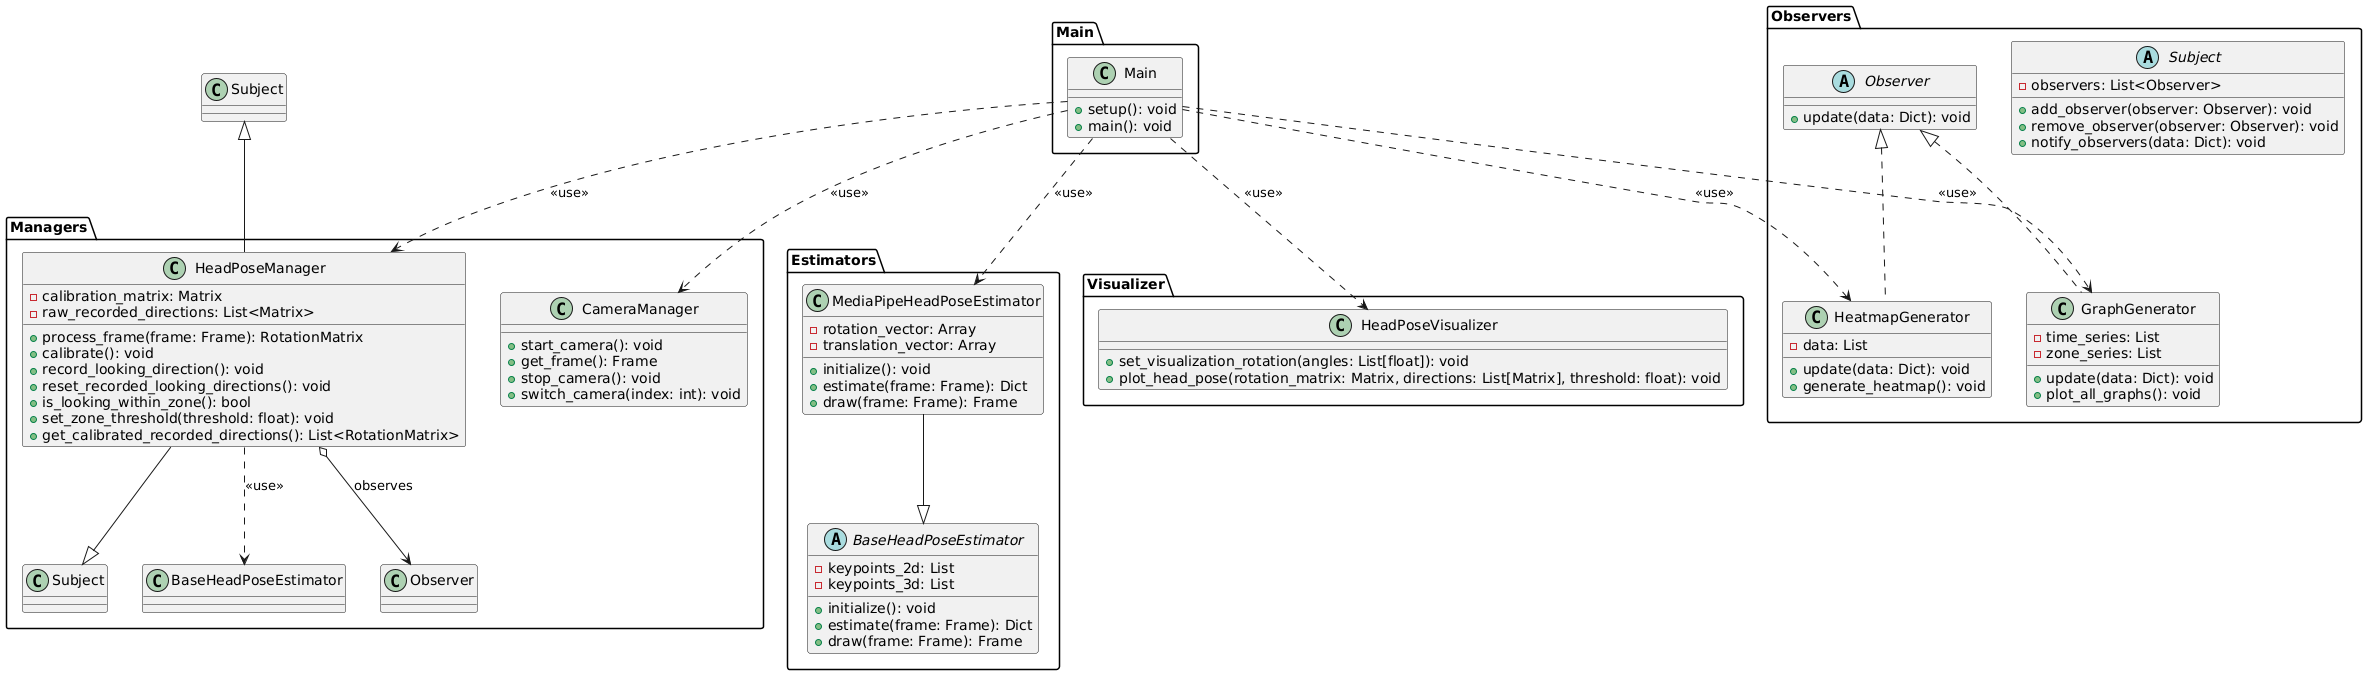 Main
C Main
setup(): void
main(): void
Observers
A Observer
update(data: Dict): void
A Subject
observers: List<Observer>
add_observer(observer: Observer): void
remove_observer(observer: Observer): void
notify_observers(data: Dict): void
C Subject
«use»
«use»
«use»
«use»
«use»
«use»
Managers
C HeadPoseManager
calibration_matrix: Matrix
raw_recorded_directions: List<Matrix>
process_frame(frame: Frame): RotationMatrix
calibrate(): void
record_looking_direction(): void
reset_recorded_looking_directions(): void
is_looking_within_zone(): bool
set_zone_threshold(threshold: float): void
get_calibrated_recorded_directions(): List<RotationMatrix>
C CameraManager
start_camera(): void
get_frame(): Frame
stop_camera(): void
switch_camera(index: int): void
«use»
observes
C Subject
C BaseHeadPoseEstimator
C Observer
Estimators
C MediaPipeHeadPoseEstimator
rotation_vector: Array
translation_vector: Array
initialize(): void
estimate(frame: Frame): Dict
draw(frame: Frame): Frame
A BaseHeadPoseEstimator
keypoints_2d: List
keypoints_3d: List
initialize(): void
estimate(frame: Frame): Dict
draw(frame: Frame): Frame
Visualizer
C HeadPoseVisualizer
set_visualization_rotation(angles: List[float]): void
plot_head_pose(rotation_matrix: Matrix, directions: List[Matrix], threshold: float): void
C HeatmapGenerator
data: List
update(data: Dict): void
generate_heatmap(): void
C GraphGenerator
time_series: List
zone_series: List
update(data: Dict): void
plot_all_graphs(): void